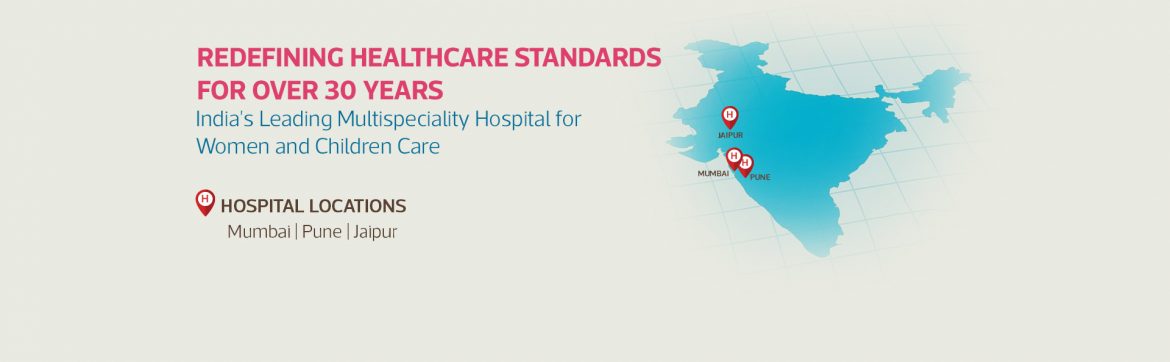 REDEFINING HEALTHCARE STANDARDS
FOR OVER 30 YEARS
India's Leading Multispeciality Hospital for
Women and Children Care
H HOSPITAL LOCATIONS
Mumbai | Pune | Jaipur
H
JAIPUR
H
H
MUMBAI
PUNE